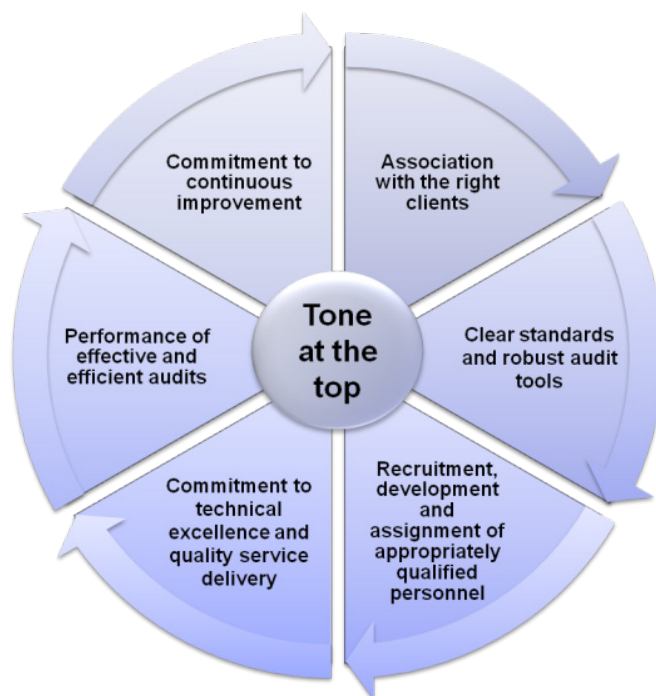 Commitment to
continuous
improvement
Association
with the right
clients
Performance of
effective and
efficient audits
Tone
at the
top
Clear standards
and robust audit
tools
Commitment to
technical
excellence and
quality service
delivery
Recruitment,
development
and
assignment of
appropriately
qualified
personnel